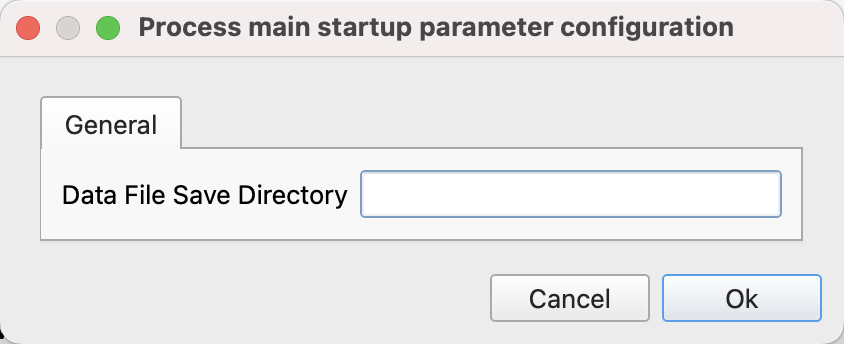 Process main startup parameter configuration
General
Data File Save Directory
Cancel
Ok